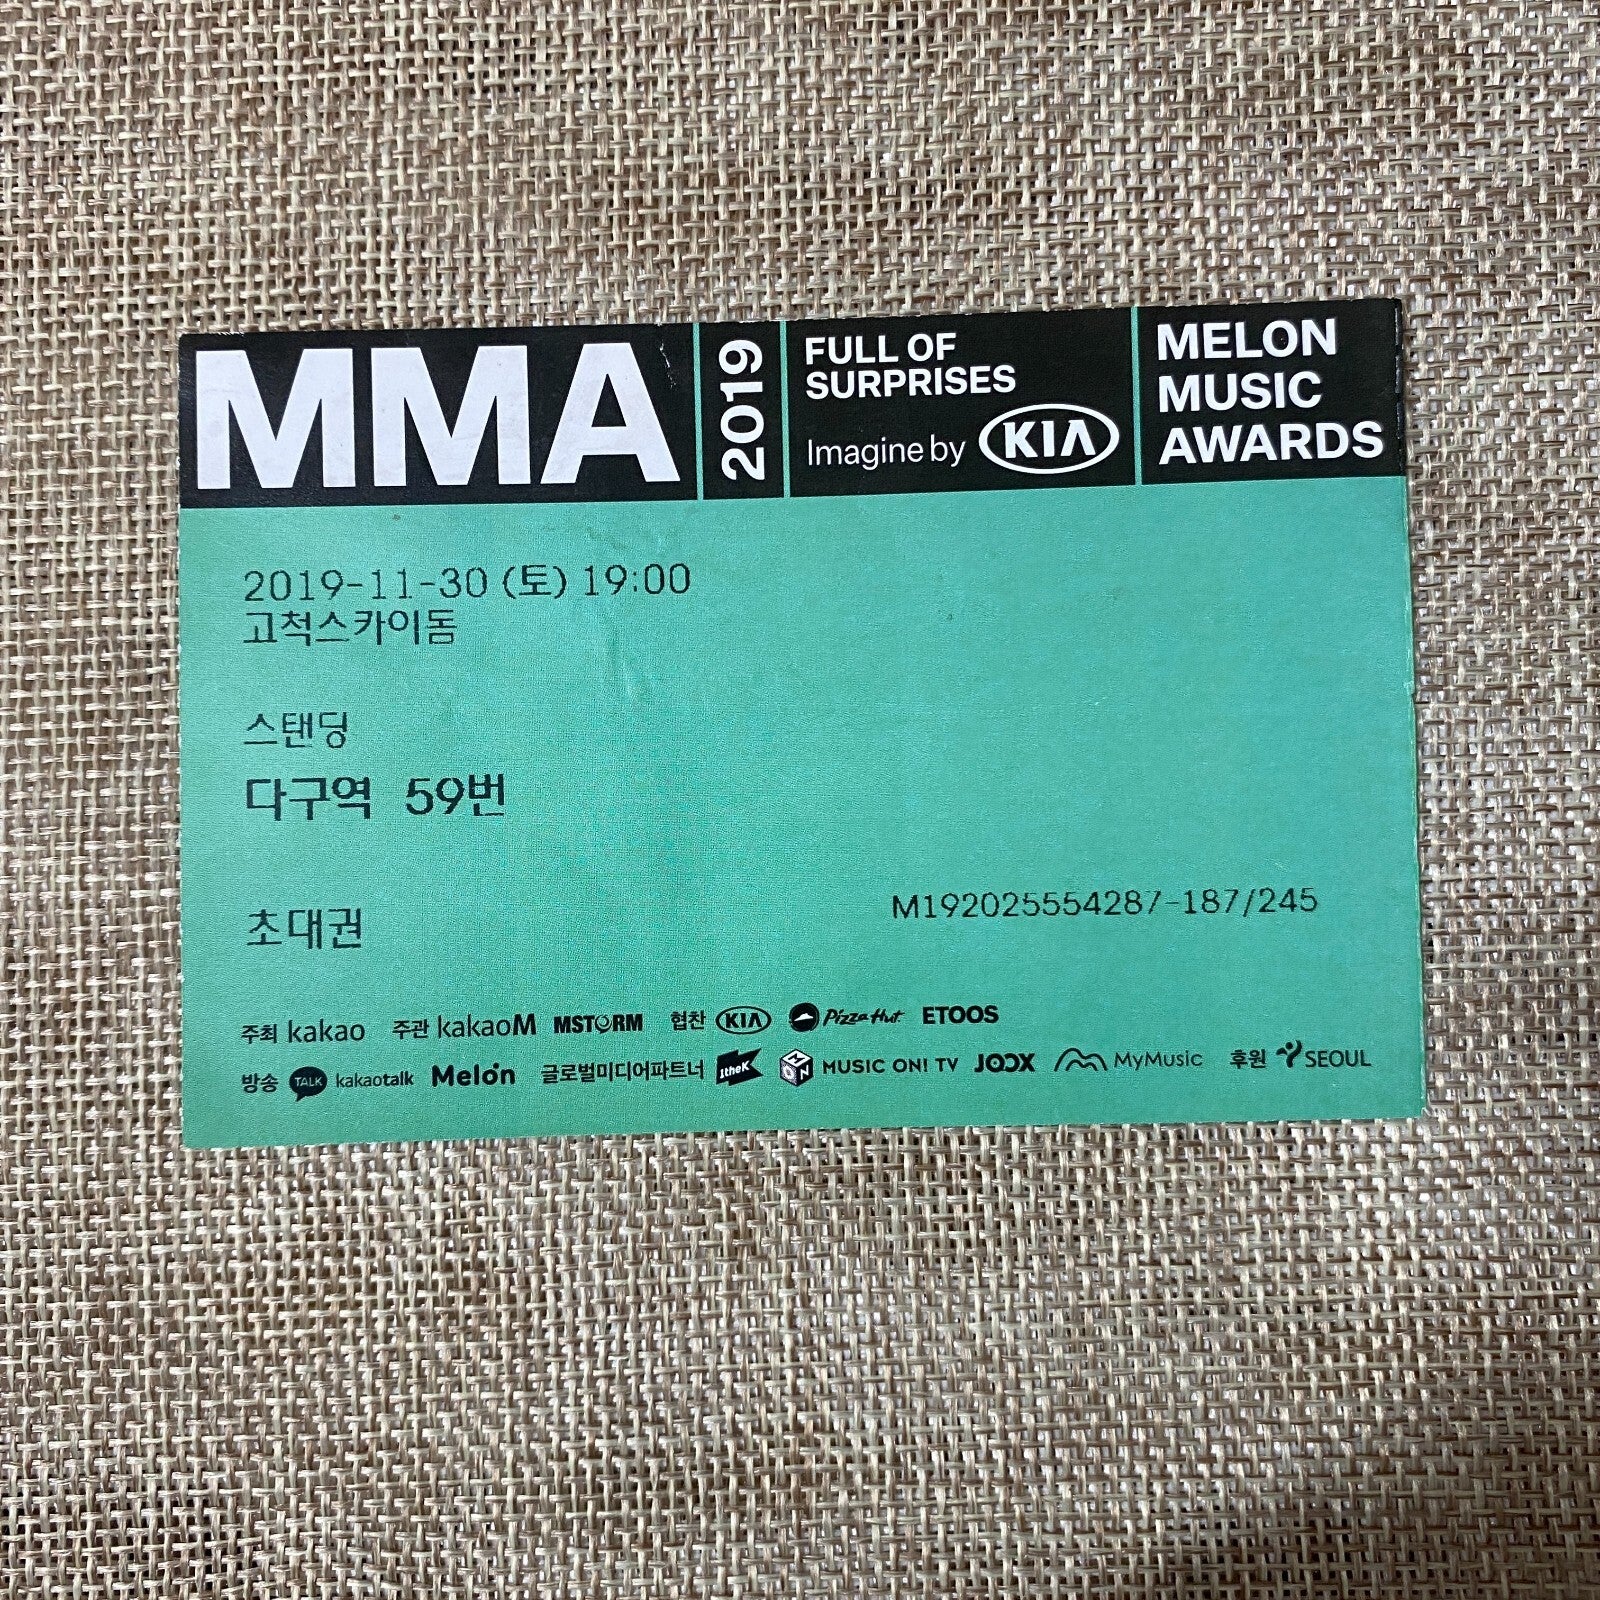 MMA
2019
FULL OF
SURPRISES
Imagine by KIA
MELON
MUSIC
AWARDS
2019-11-30 (토) 19:00
고척스카이돔
스탠딩
다구역 59번
초대권
M192025554287-187/245
주최 kakao 주관 kakaoM MSTORM 협찬 KIA Pizza Hut ETOOS
방송 TALK kakaotalk Melon 글로벌미디어파트너 1theK MON MUSIC ON! TV JOOX MyMusic 후원 SEOUL